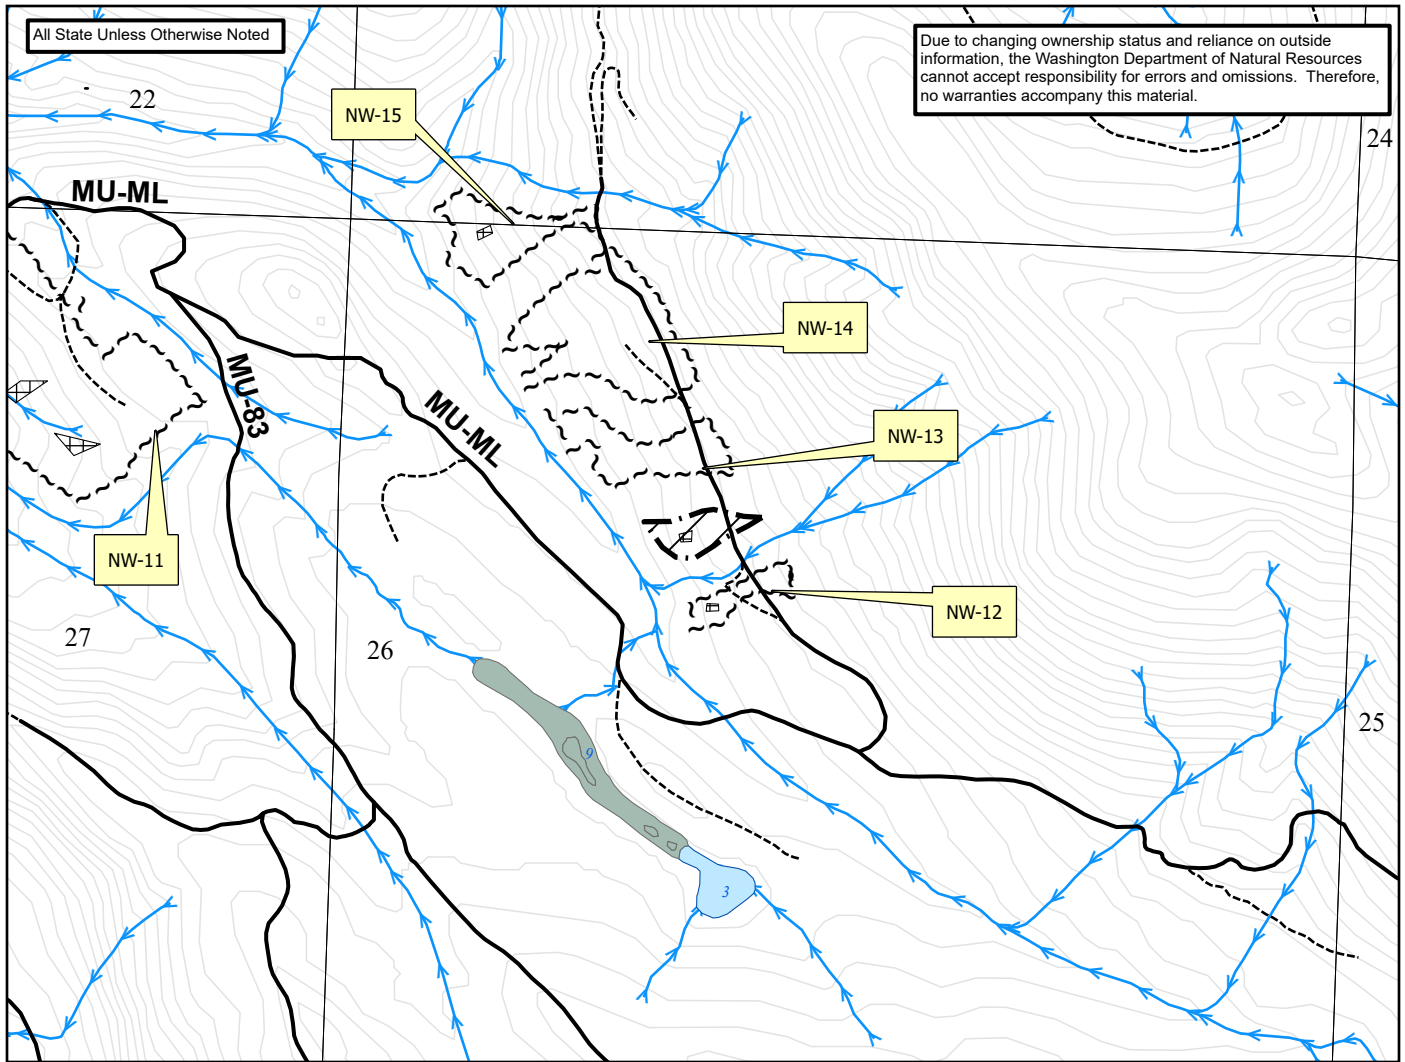 All State Unless Otherwise Noted
Due to changing ownership status and reliance on outside
information, the Washington Department of Natural Resources
cannot accept responsibility for errors and omissions. Therefore,
no warranties accompany this material.
22
NW-15
24
MU-ML
NW-14
MU-83
MU-ML
NW-13
NW-11
NW-12
27
26
25
9
3